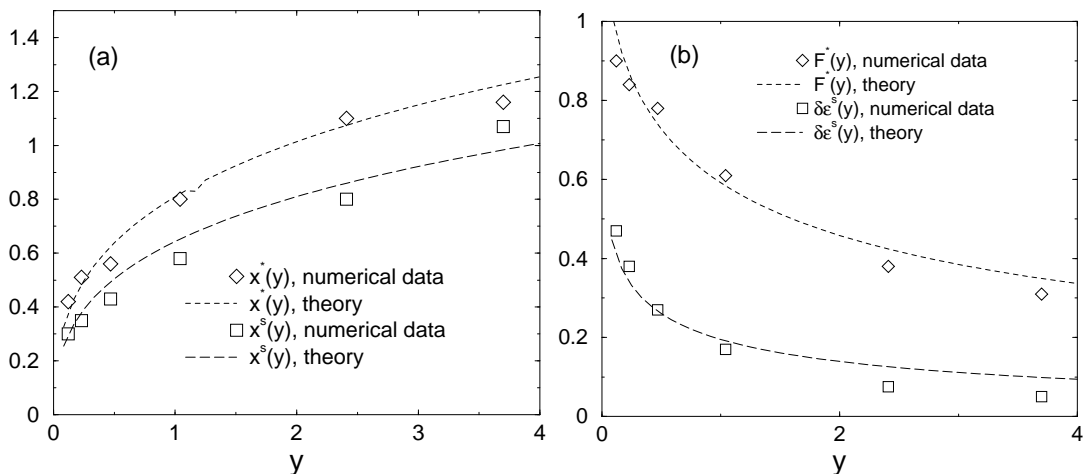 (a)
1.4
1.2
1
0.8
0.6
0.4
0.2
0
x*(y), numerical data
x*(y), theory
x^s(y), numerical data
x^s(y), theory
0 1 2 3 4
y
(b)
1
0.8
0.6
0.4
0.2
0
F*(y), numerical data
F*(y), theory
δε^s(y), numerical data
δε^s(y), theory
0 2 4
y